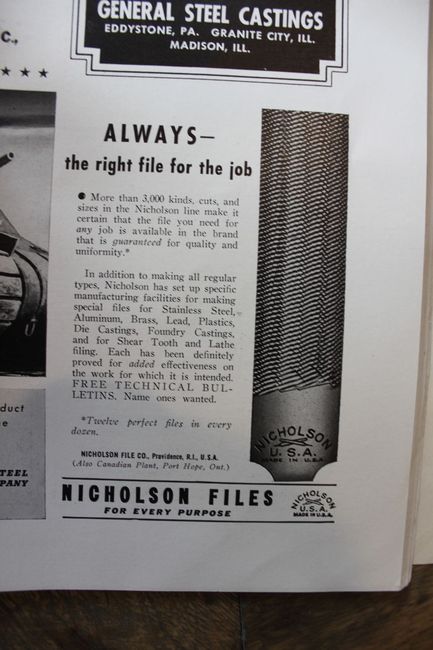 GENERAL STEEL CASTINGS
EDDYSTONE, PA. GRANITE CITY, ILL.
MADISON, ILL.
c.,
★ ★ ★
ALWAYS—
the right file for the job
More than 3,000 kinds, cuts, and
sizes in the Nicholson line make it
certain that the file you need for
any job is available in the brand
that is guaranteed for quality and
uniformity.*
In addition to making all regular
types, Nicholson has set up specific
manufacturing facilities for making
special files for Stainless Steel,
Aluminum, Brass, Lead, Plastics,
Die Castings, Foundry Castings,
and for Shear Tooth and Lathe
filing. Each has been definitely
proved for added effectiveness on
the work for which it is intended.
FREE TECHNICAL BUL-
LETINS. Name ones wanted.
*Twelve perfect files in every
dozen.
NICHOLSON FILE CO., Providence, R.I., U.S.A.
(Also Canadian Plant, Port Hope, Ont.)
NICHOLSON
U.S.A.
MADE IN U.S.A.
duct
e
TEEL
PANY
NICHOLSON FILES
FOR EVERY PURPOSE
NICHOLSON
U.S.A.
MADE IN U.S.A.